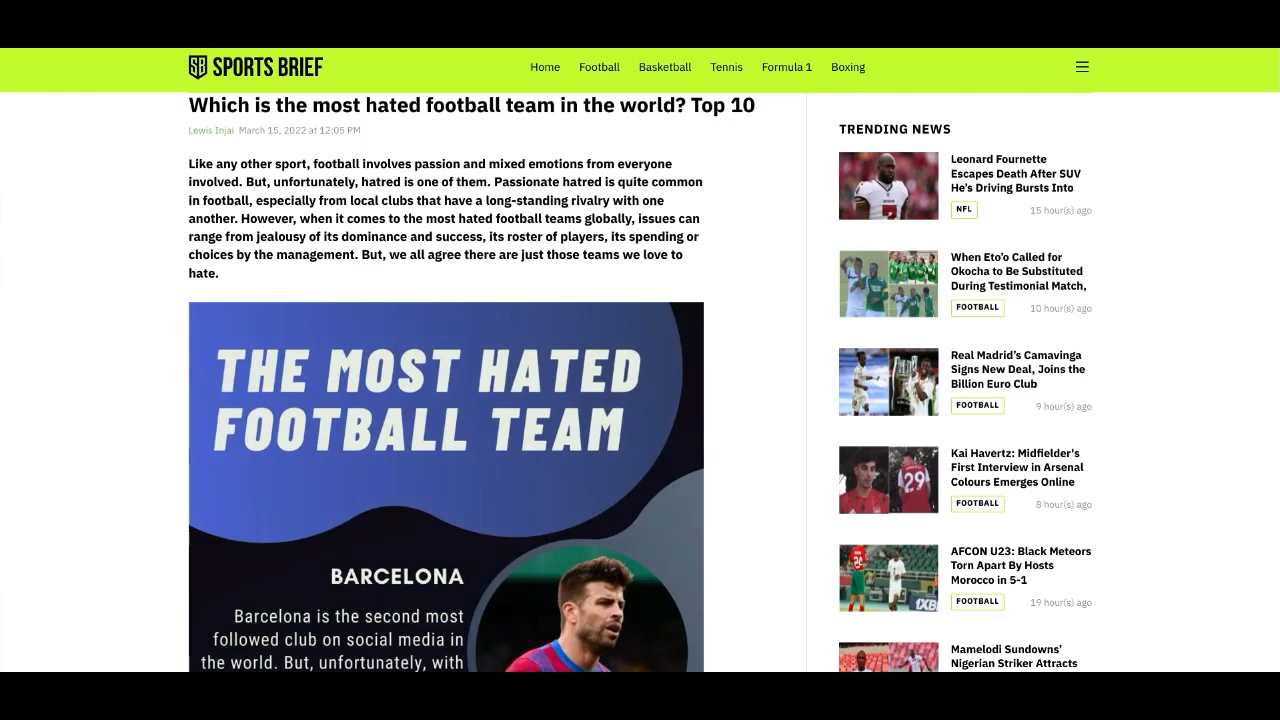 SB SPORTS BRIEF
Home Football Basketball Tennis Formula 1 Boxing
Which is the most hated football team in the world? Top 10
Lewis Injai March 15, 2022 at 12:05 PM
Like any other sport, football involves passion and mixed emotions from everyone
involved. But, unfortunately, hatred is one of them. Passionate hatred is quite common
in football, especially from local clubs that have a long-standing rivalry with one
another. However, when it comes to the most hated football teams globally, issues can
range from jealousy of its dominance and success, its roster of players, its spending or
choices by the management. But, we all agree there are just those teams we love to
hate.
THE MOST HATED
FOOTBALL TEAM
BARCELONA
Barcelona is the second most
followed club on social media in
the world. But, unfortunately, with
TRENDING NEWS
Leonard Fournette
Escapes Death After SUV
He's Driving Bursts Into
NFL 15 hour(s) ago
When Eto'o Called for
Okocha to Be Substituted
During Testimonial Match,
FOOTBALL 10 hour(s) ago
Real Madrid's Camavinga
Signs New Deal, Joins the
Billion Euro Club
FOOTBALL 9 hour(s) ago
29
Kai Havertz: Midfielder's
First Interview in Arsenal
Colours Emerges Online
FOOTBALL 8 hour(s) ago
24
1XB
AFCON U23: Black Meteors
Torn Apart By Hosts
Morocco in 5-1
FOOTBALL 19 hour(s) ago
Mamelodi Sundowns'
Nigerian Striker Attracts